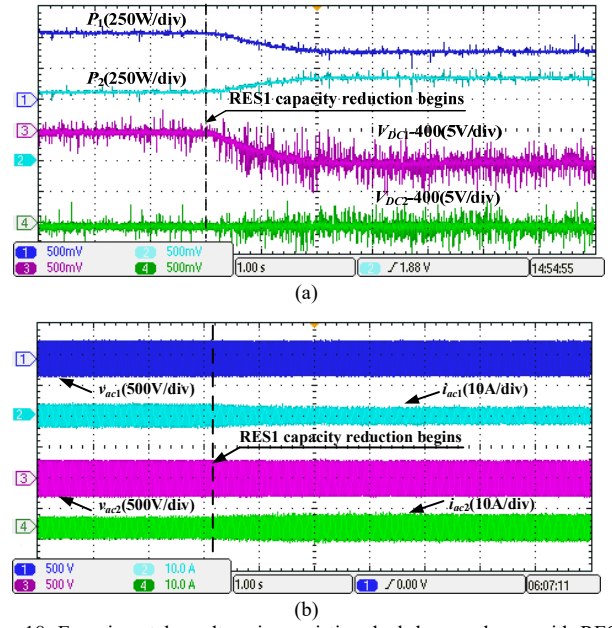 P1(250W/div)
P2(250W/div)
RES1 capacity reduction begins
VDC1-400(5V/div)
VDC2-400(5V/div)
1
3
2
4
1 500mV 2 500mV
3 500mV 4 500mV
1.00 s
2 1.88 V
14:54:55
(a)
1
vac1(500V/div)
iac1(10A/div)
2
RES1 capacity reduction begins
3
vac2(500V/div)
iac2(10A/div)
4
1 500 V 2 10.0 A
3 500 V 4 10.0 A
1.00 s
1 0.00 V
06:07:11
(b)